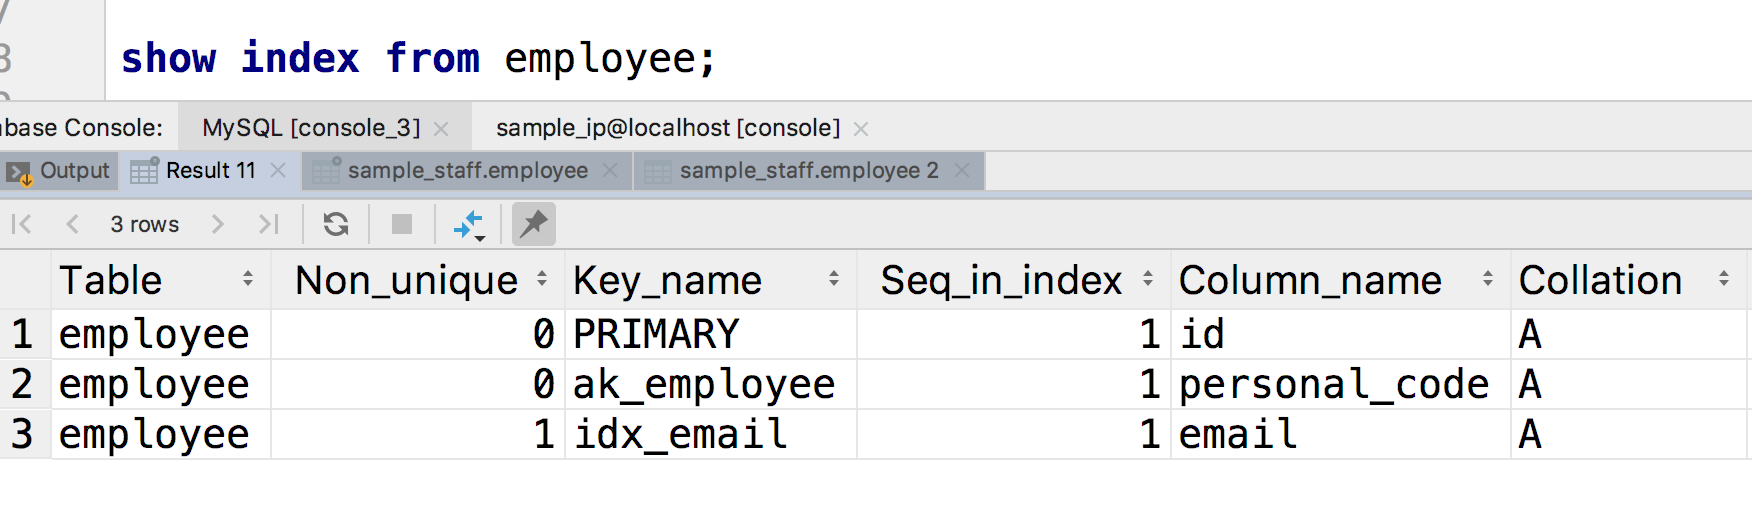 8 show index from employee;
base Console: MySQL [console_3] sample_ip@localhost [console]
Output Result 11 sample_staff.employee sample_staff.employee 2
3 rows
Table Non_unique Key_name Seq_in_index Column_name Collation
1 employee 0 PRIMARY 1 id A
2 employee 0 ak_employee 1 personal_code A
3 employee 1 idx_email 1 email A